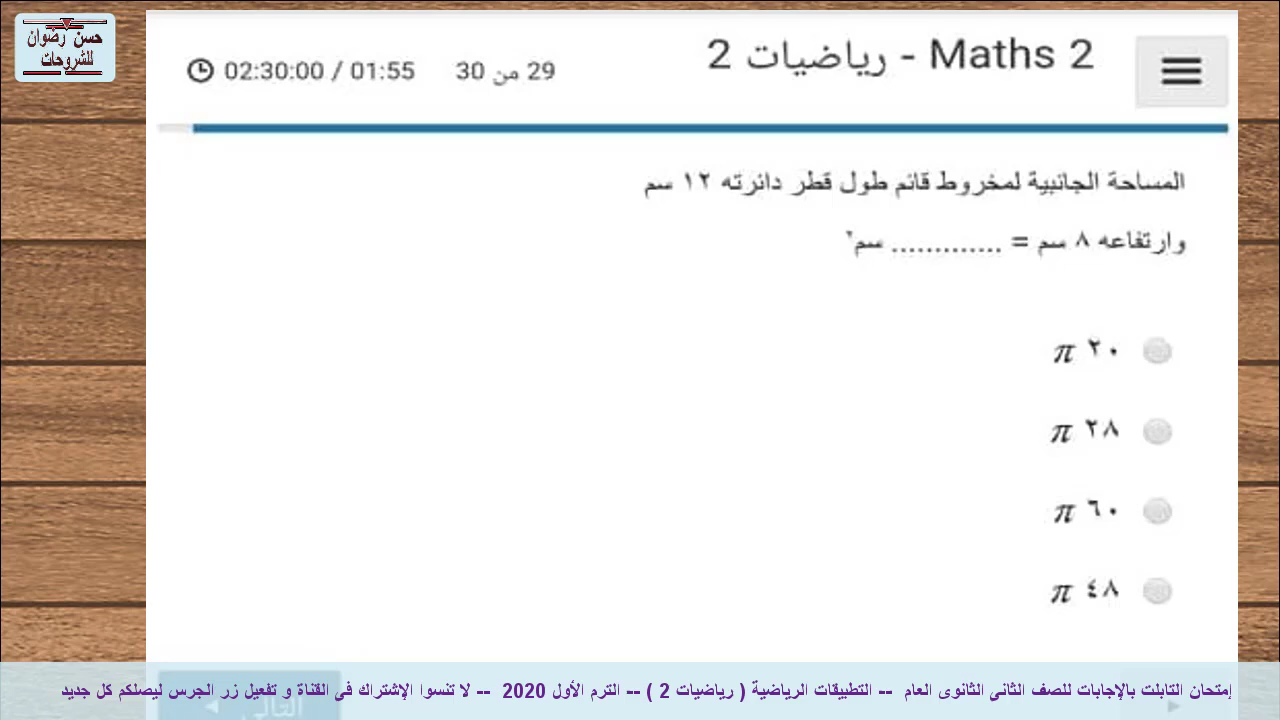 حسن رضوان
للشروحات
Maths 2 - رياضيات 2
29 من 30
02:30:00 / 01:55
المساحة الجانبية لمخروط قائم طول قطر دائرته ١٢ سم
وارتفاعه ٨ سم = ............. سم٢
٢٠ π
٢٨ π
٦٠ π
٤٨ π
التالي
إمتحان التابلت بالإجابات للصف الثانى الثانوى العام -- التطبيقات الرياضية ( رياضيات 2 ) -- الترم الأول 2020 -- لا تنسوا الإشتراك فى القناة و تفعيل زر الجرس ليصلكم كل جديد